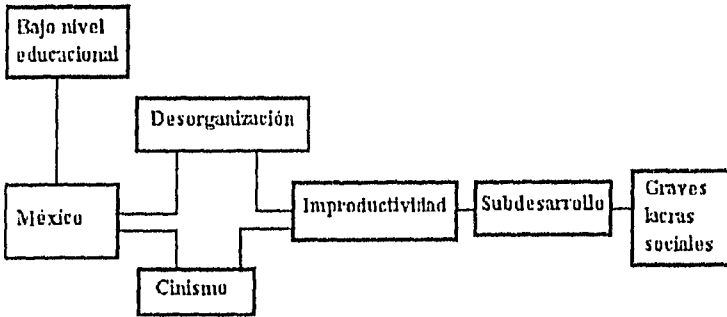 Bajo nivel
educacional
Desorganización
México
Improductividad
Subdesarrollo
Graves
lacras
sociales
Cinismo